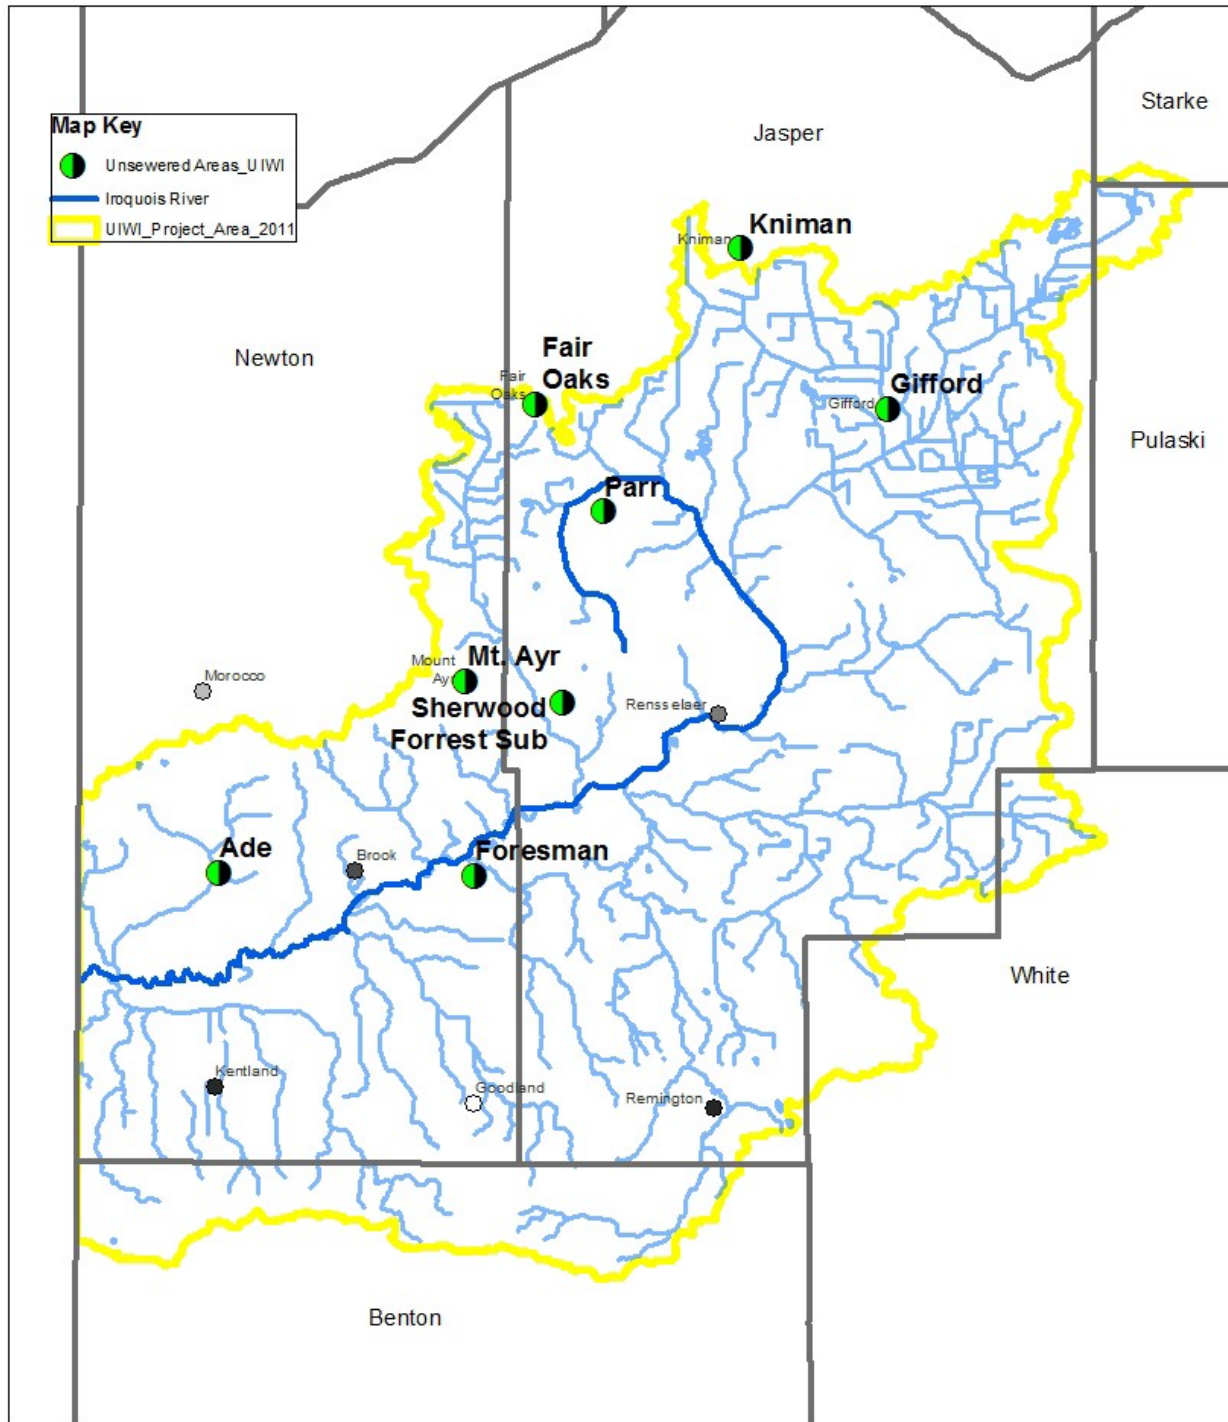 Starke
Map Key
Jasper
Unsewered Areas_UIWI
Iroquois River
UIWI_Project_Area_2011
Kniman
Kniman
Newton
Fair
Oaks
Fair
Oaks
Gifford
Gifford
Pulaski
Parr
Mt. Ayr
Mount
Ayr
Morocco
Sherwood
Forrest Sub
Rensselaer
Ade
Brook
Foresman
White
Kentland
Goodland
Remington
Benton